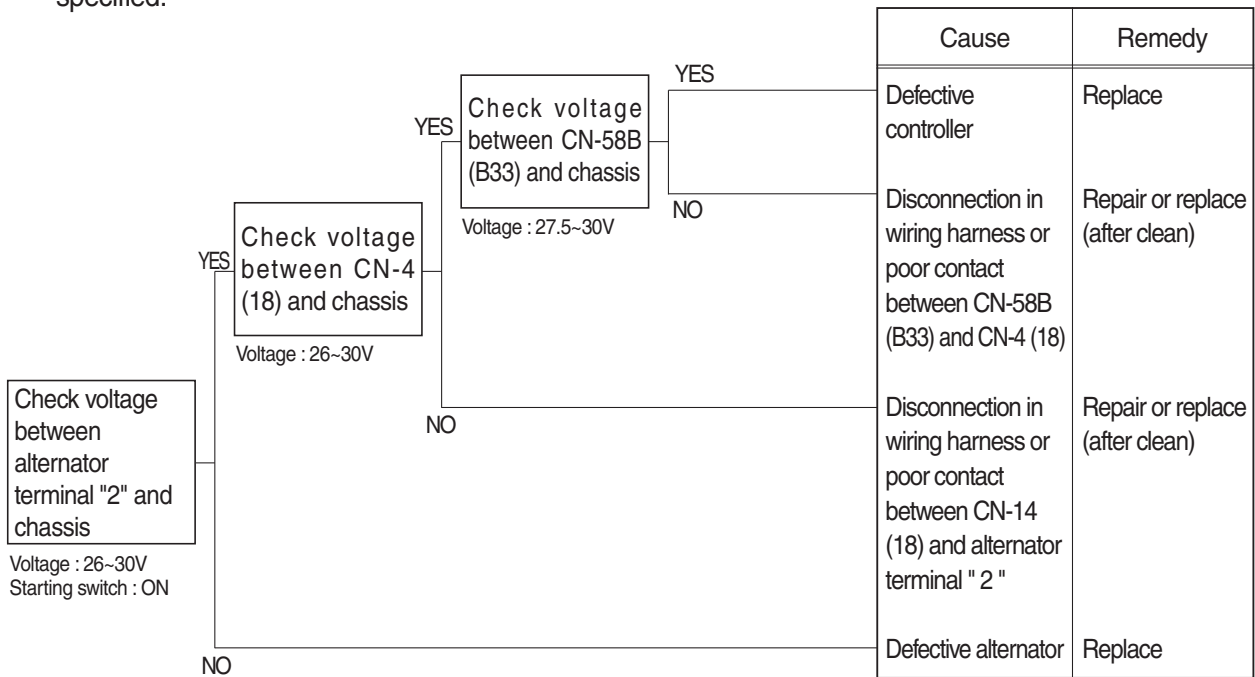 specified.
Cause Remedy
YES
Check voltage
between CN-58B
(B33) and chassis
Voltage : 27.5~30V
YES
NO
Defective
controller
Replace
Disconnection in
wiring harness or
poor contact
between CN-58B
(B33) and CN-4 (18)
Repair or replace
(after clean)
YES
Check voltage
between CN-4
(18) and chassis
Voltage : 26~30V
NO
Disconnection in
wiring harness or
poor contact
between CN-14
(18) and alternator
terminal " 2 "
Repair or replace
(after clean)
Check voltage
between
alternator
terminal "2" and
chassis
Voltage : 26~30V
Starting switch : ON
NO
Defective alternator
Replace